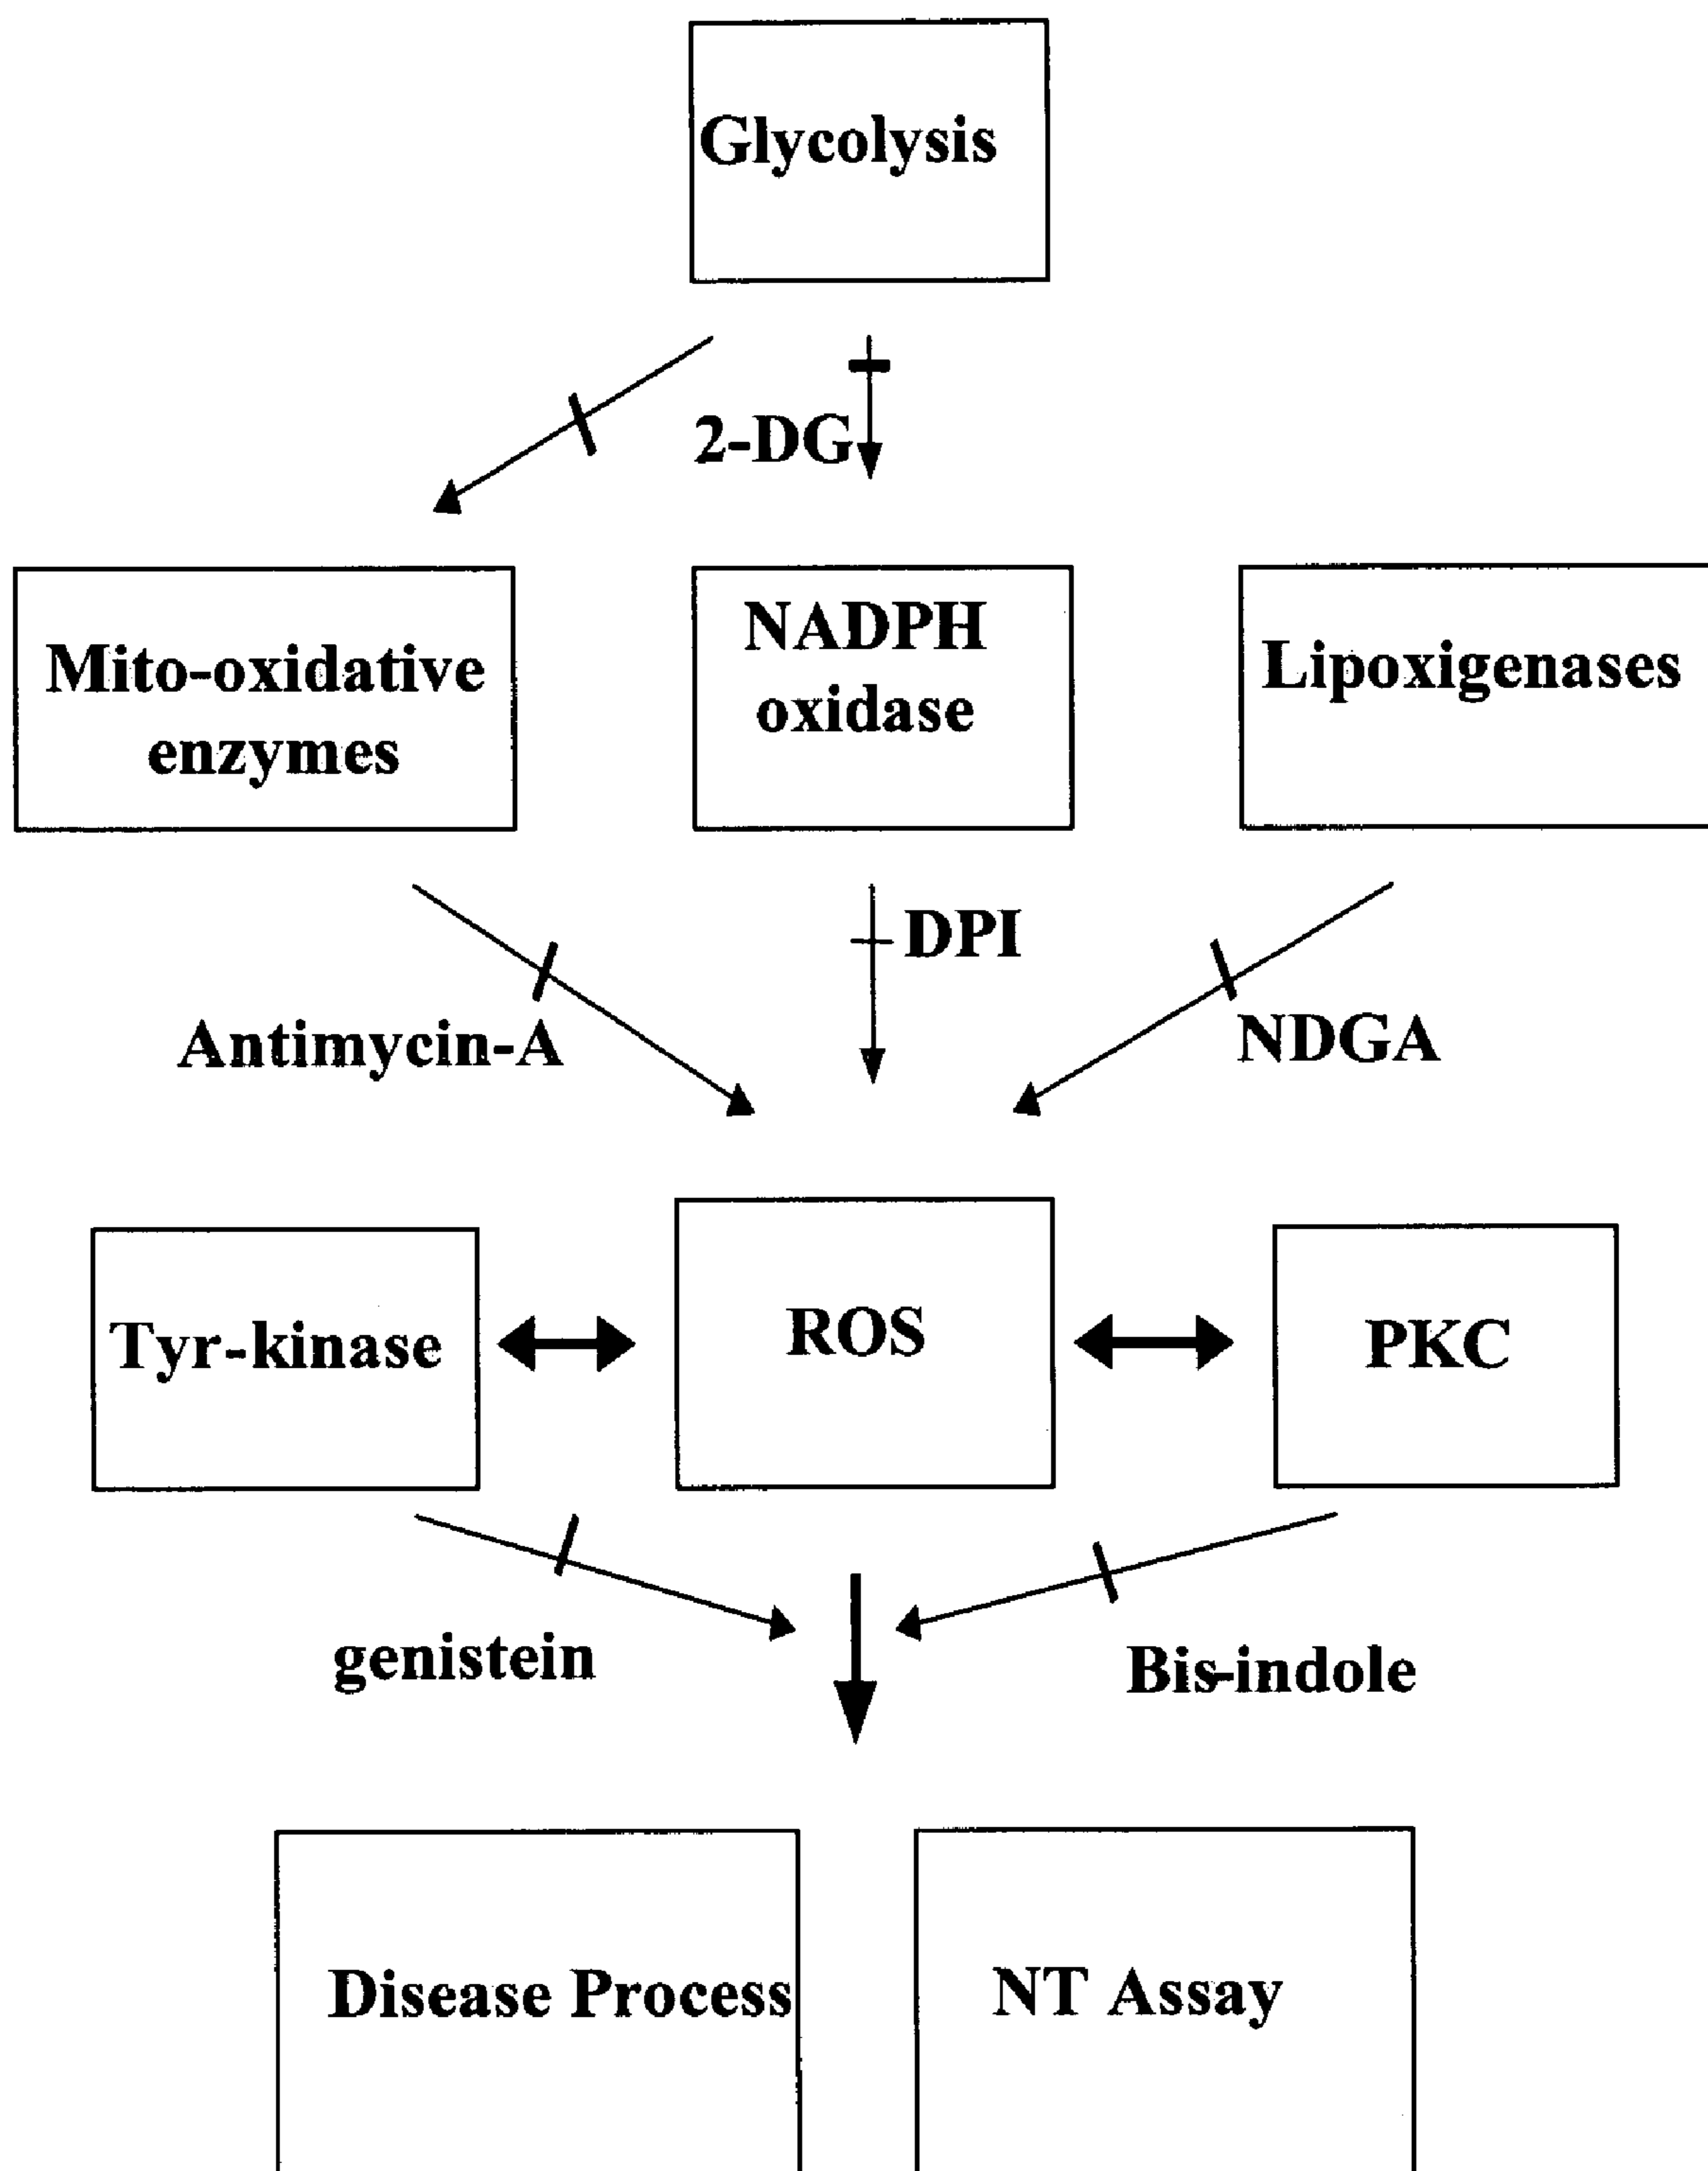 Glycolysis
2-DG
Mito-oxidative
enzymes
NADPH
oxidase
Lipoxigenases
DPI
Antimycin-A
NDGA
Tyr-kinase
ROS
PKC
genistein
Bis-indole
Disease Process
NT Assay